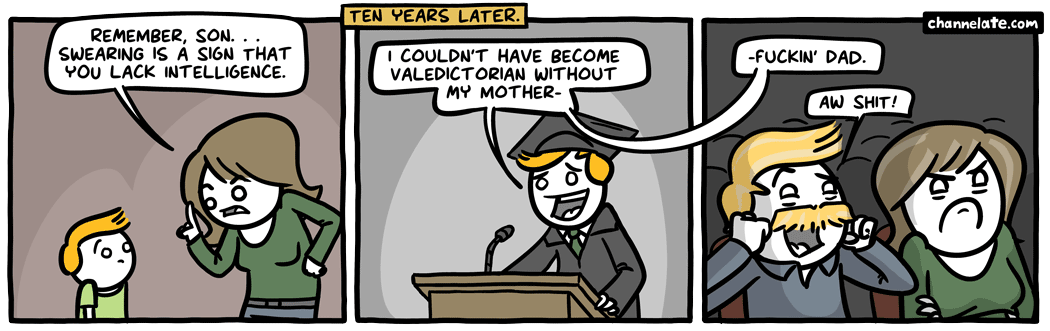 REMEMBER, SON. . .
SWEARING IS A SIGN THAT
YOU LACK INTELLIGENCE.
TEN YEARS LATER.
I COULDN'T HAVE BECOME
VALEDICTORIAN WITHOUT
MY MOTHER-
channelate.com
-FUCKIN' DAD.
AW SHIT!